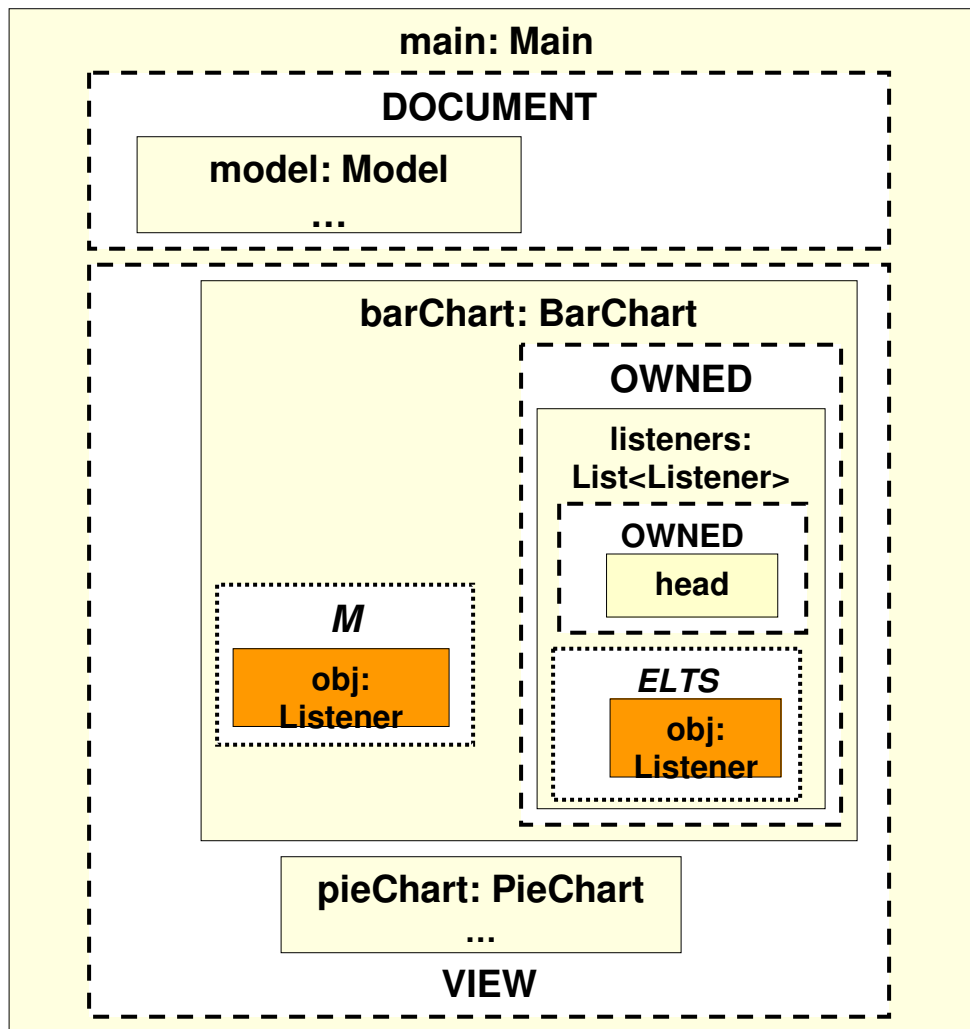 main: Main
DOCUMENT
model: Model
...
barChart: BarChart
OWNED
listeners:
List<Listener>
OWNED
head
M
obj:
Listener
ELTS
obj:
Listener
pieChart: PieChart
...
VIEW